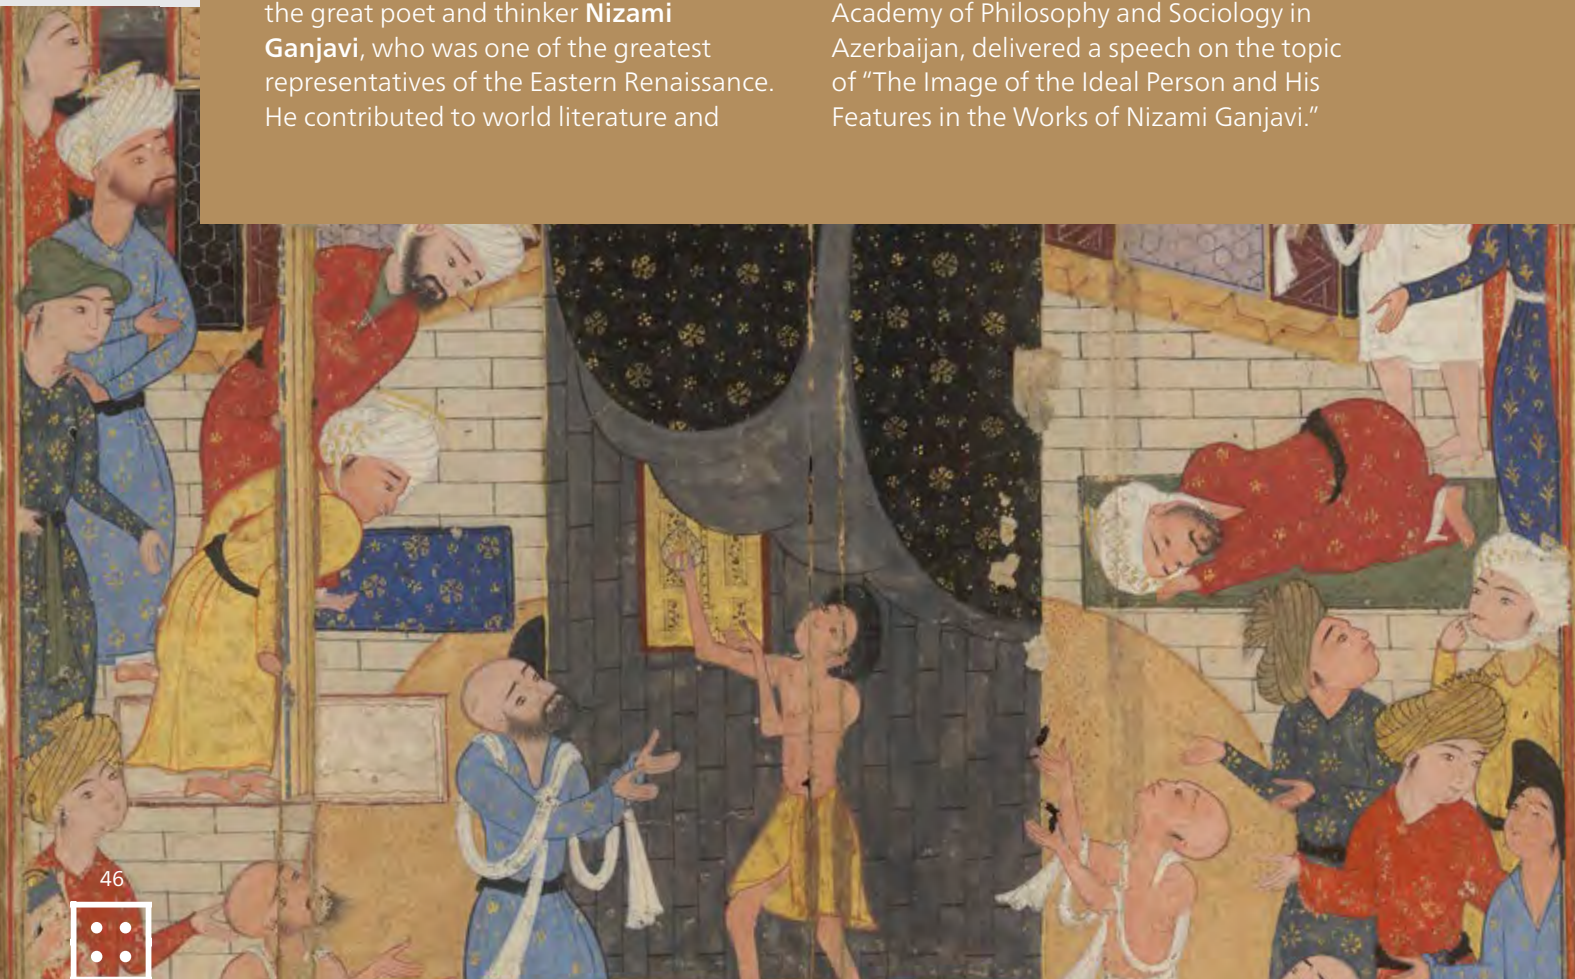 the great poet and thinker Nizami
Ganjavi, who was one of the greatest
representatives of the Eastern Renaissance.
He contributed to world literature and
Academy of Philosophy and Sociology in
Azerbaijan, delivered a speech on the topic
of “The Image of the Ideal Person and His
Features in the Works of Nizami Ganjavi.”
46